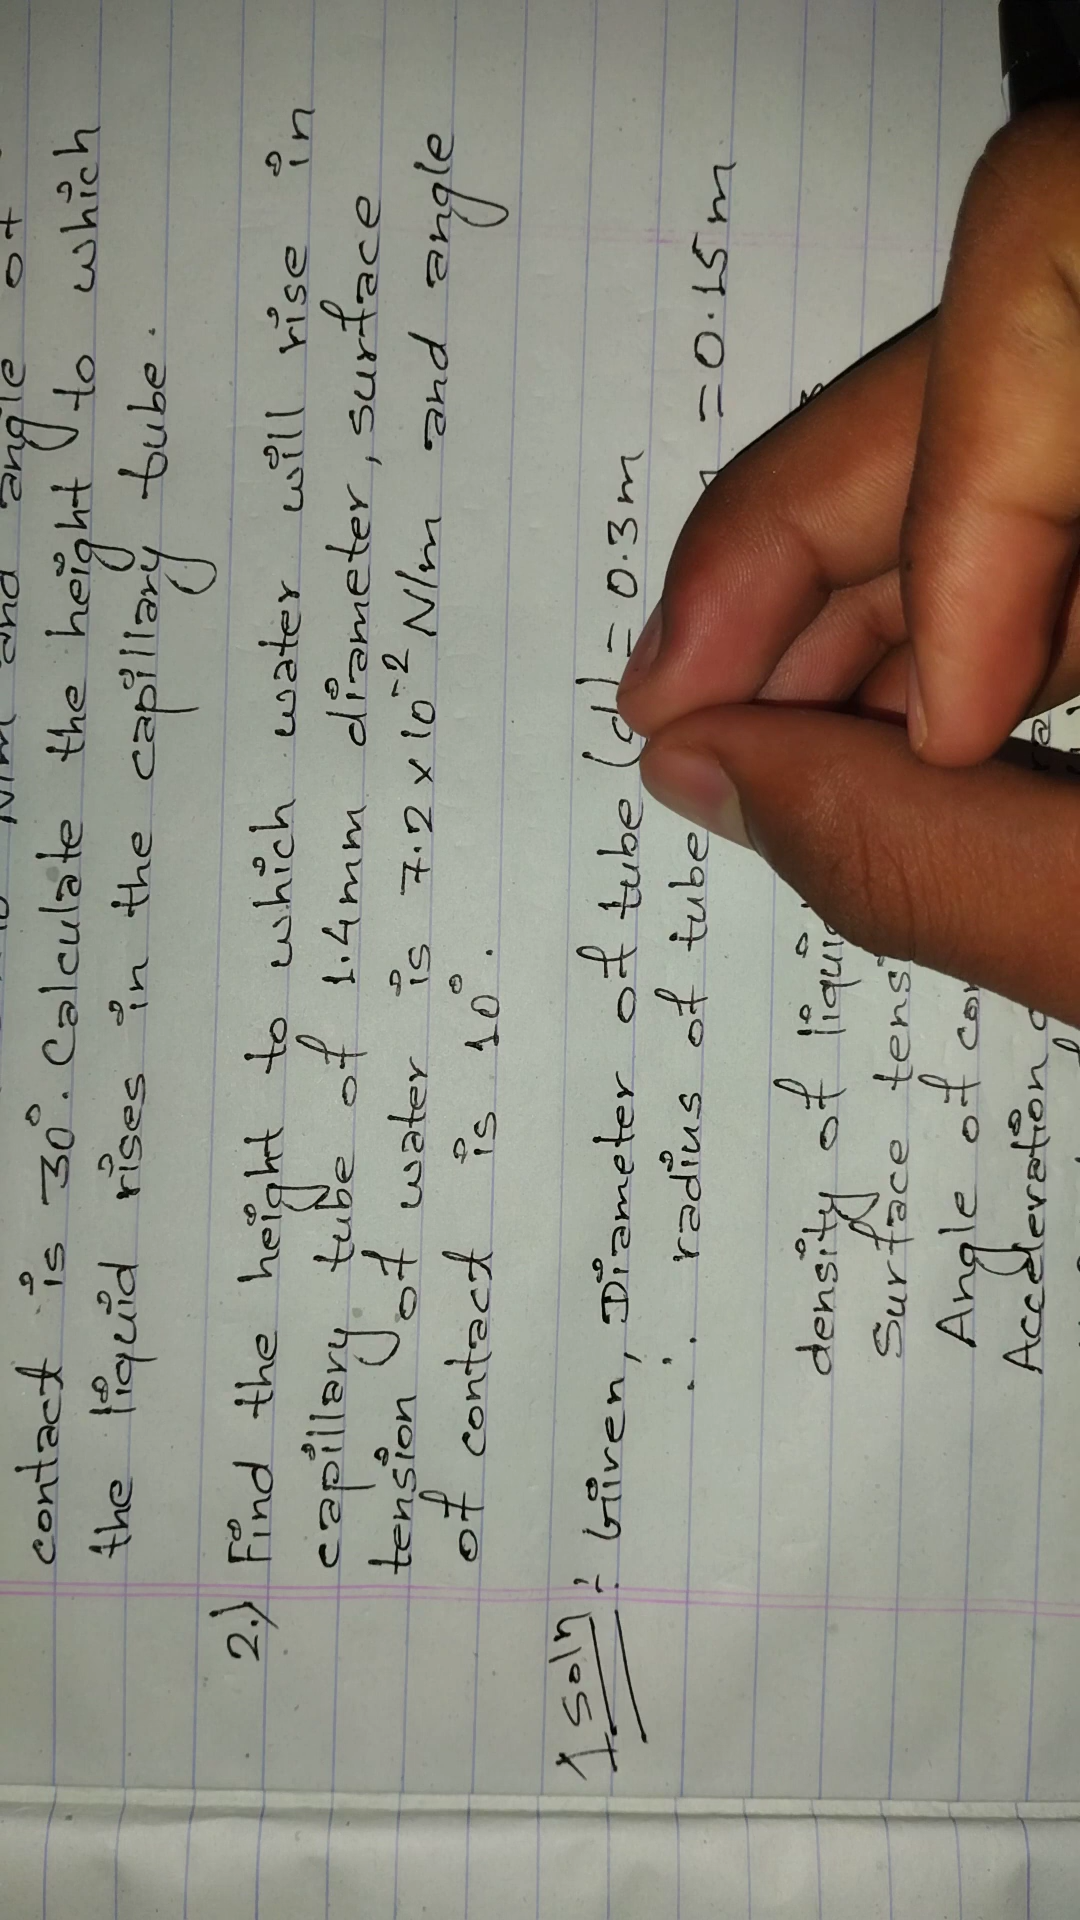 N/m and angle of
contact is 30°. Calculate the height to which
the liquid rises in the capillary tube.
2.) Find the height to which water will rise in
capillary tube of 1.4mm diameter, surface
tension of water is 7.2 × 10⁻² N/m and angle
of contact is 10°.
1 Soln:- Given, Diameter of tube (d) = 0.3m
∴ radius of tube = 0.15m
density of
Surface
Angle of
Acceleration